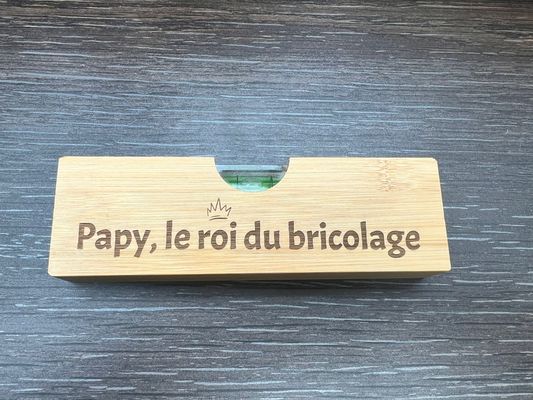 Papy, le roi du bricolage